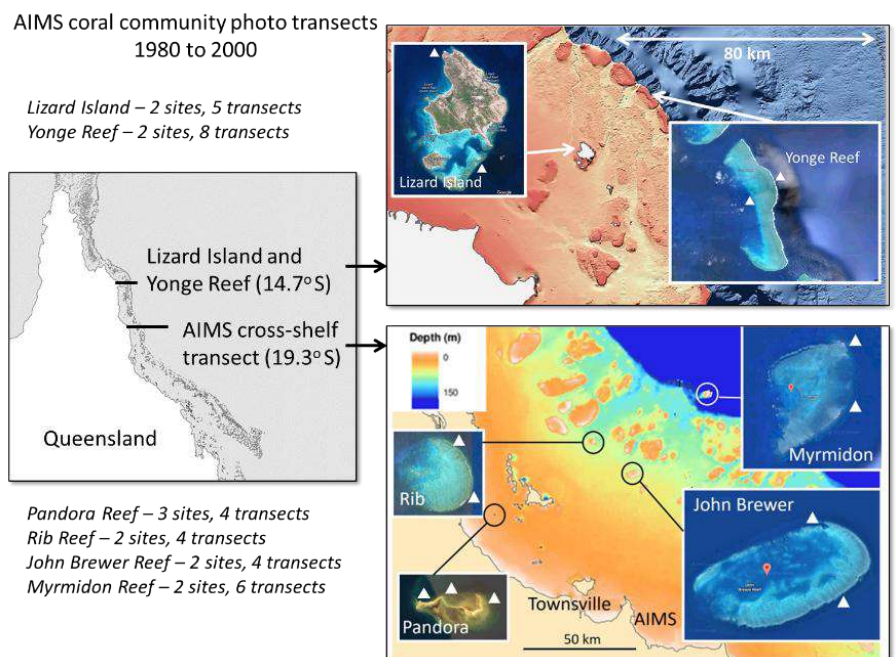 AIMS coral community photo transects
1980 to 2000
Lizard Island – 2 sites, 5 transects
Yonge Reef – 2 sites, 8 transects
80 km
Lizard Island
Google
Yonge Reef
Lizard Island and
Yonge Reef (14.7° S)
AIMS cross-shelf
transect (19.3° S)
Queensland
Pandora Reef – 3 sites, 4 transects
Rib Reef – 2 sites, 4 transects
John Brewer Reef – 2 sites, 4 transects
Myrmidon Reef – 2 sites, 6 transects
Depth (m)
0
150
Myrmidon
Rib
John Brewer
Pandora
Townsville
AIMS
50 km